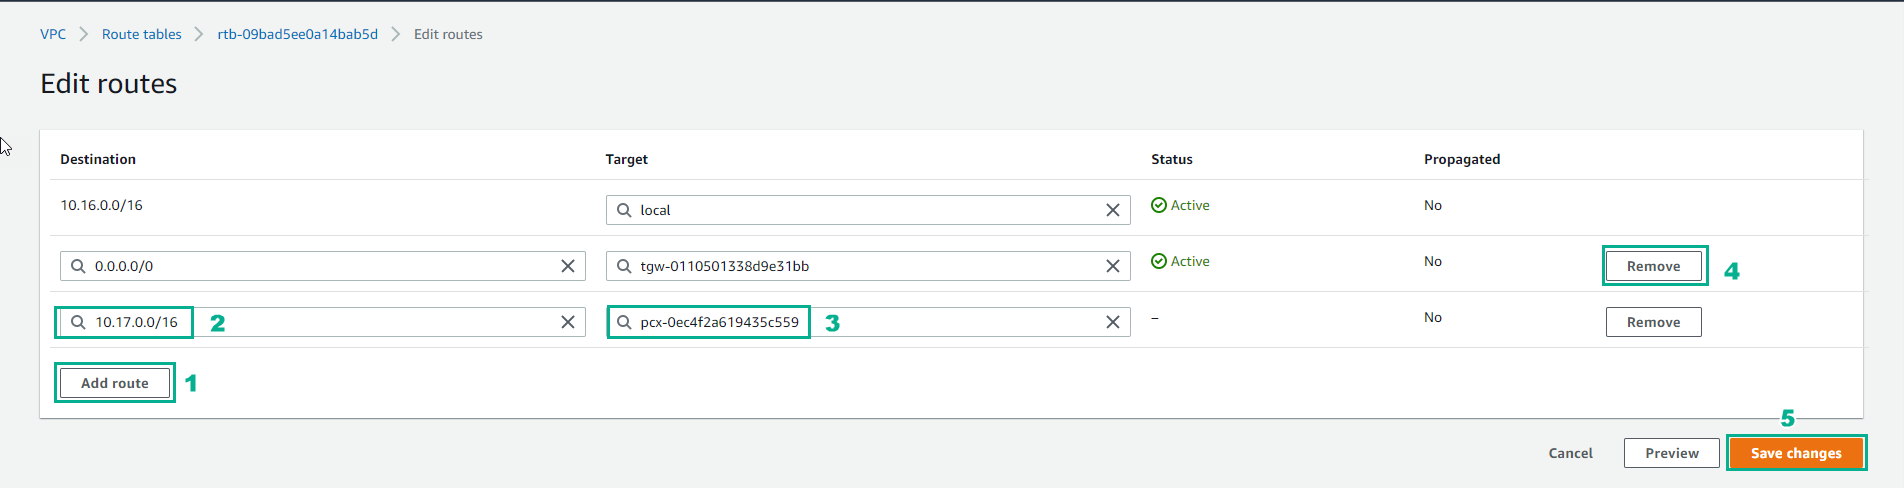 VPC > Route tables > rtb-09bad5ee0a14bab5d > Edit routes
Edit routes
Destination Target Status Propagated
10.16.0.0/16 local Active No
0.0.0.0/0 tgw-0110501338d9e31bb Active No Remove 4
10.17.0.0/16 2 pcx-0ec4f2a619435c559 3 – No Remove
Add route 1
5
Cancel Preview Save changes